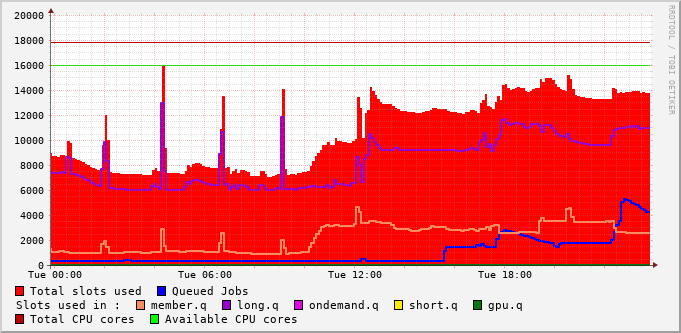 20000
18000
16000
14000
12000
10000
8000
6000
4000
2000
0
Tue 00:00 Tue 06:00 Tue 12:00 Tue 18:00
RRDTOOL / TOBI OETIKER
Total slots used Queued Jobs
Slots used in : member.q long.q ondemand.q short.q gpu.q
Total CPU cores Available CPU cores